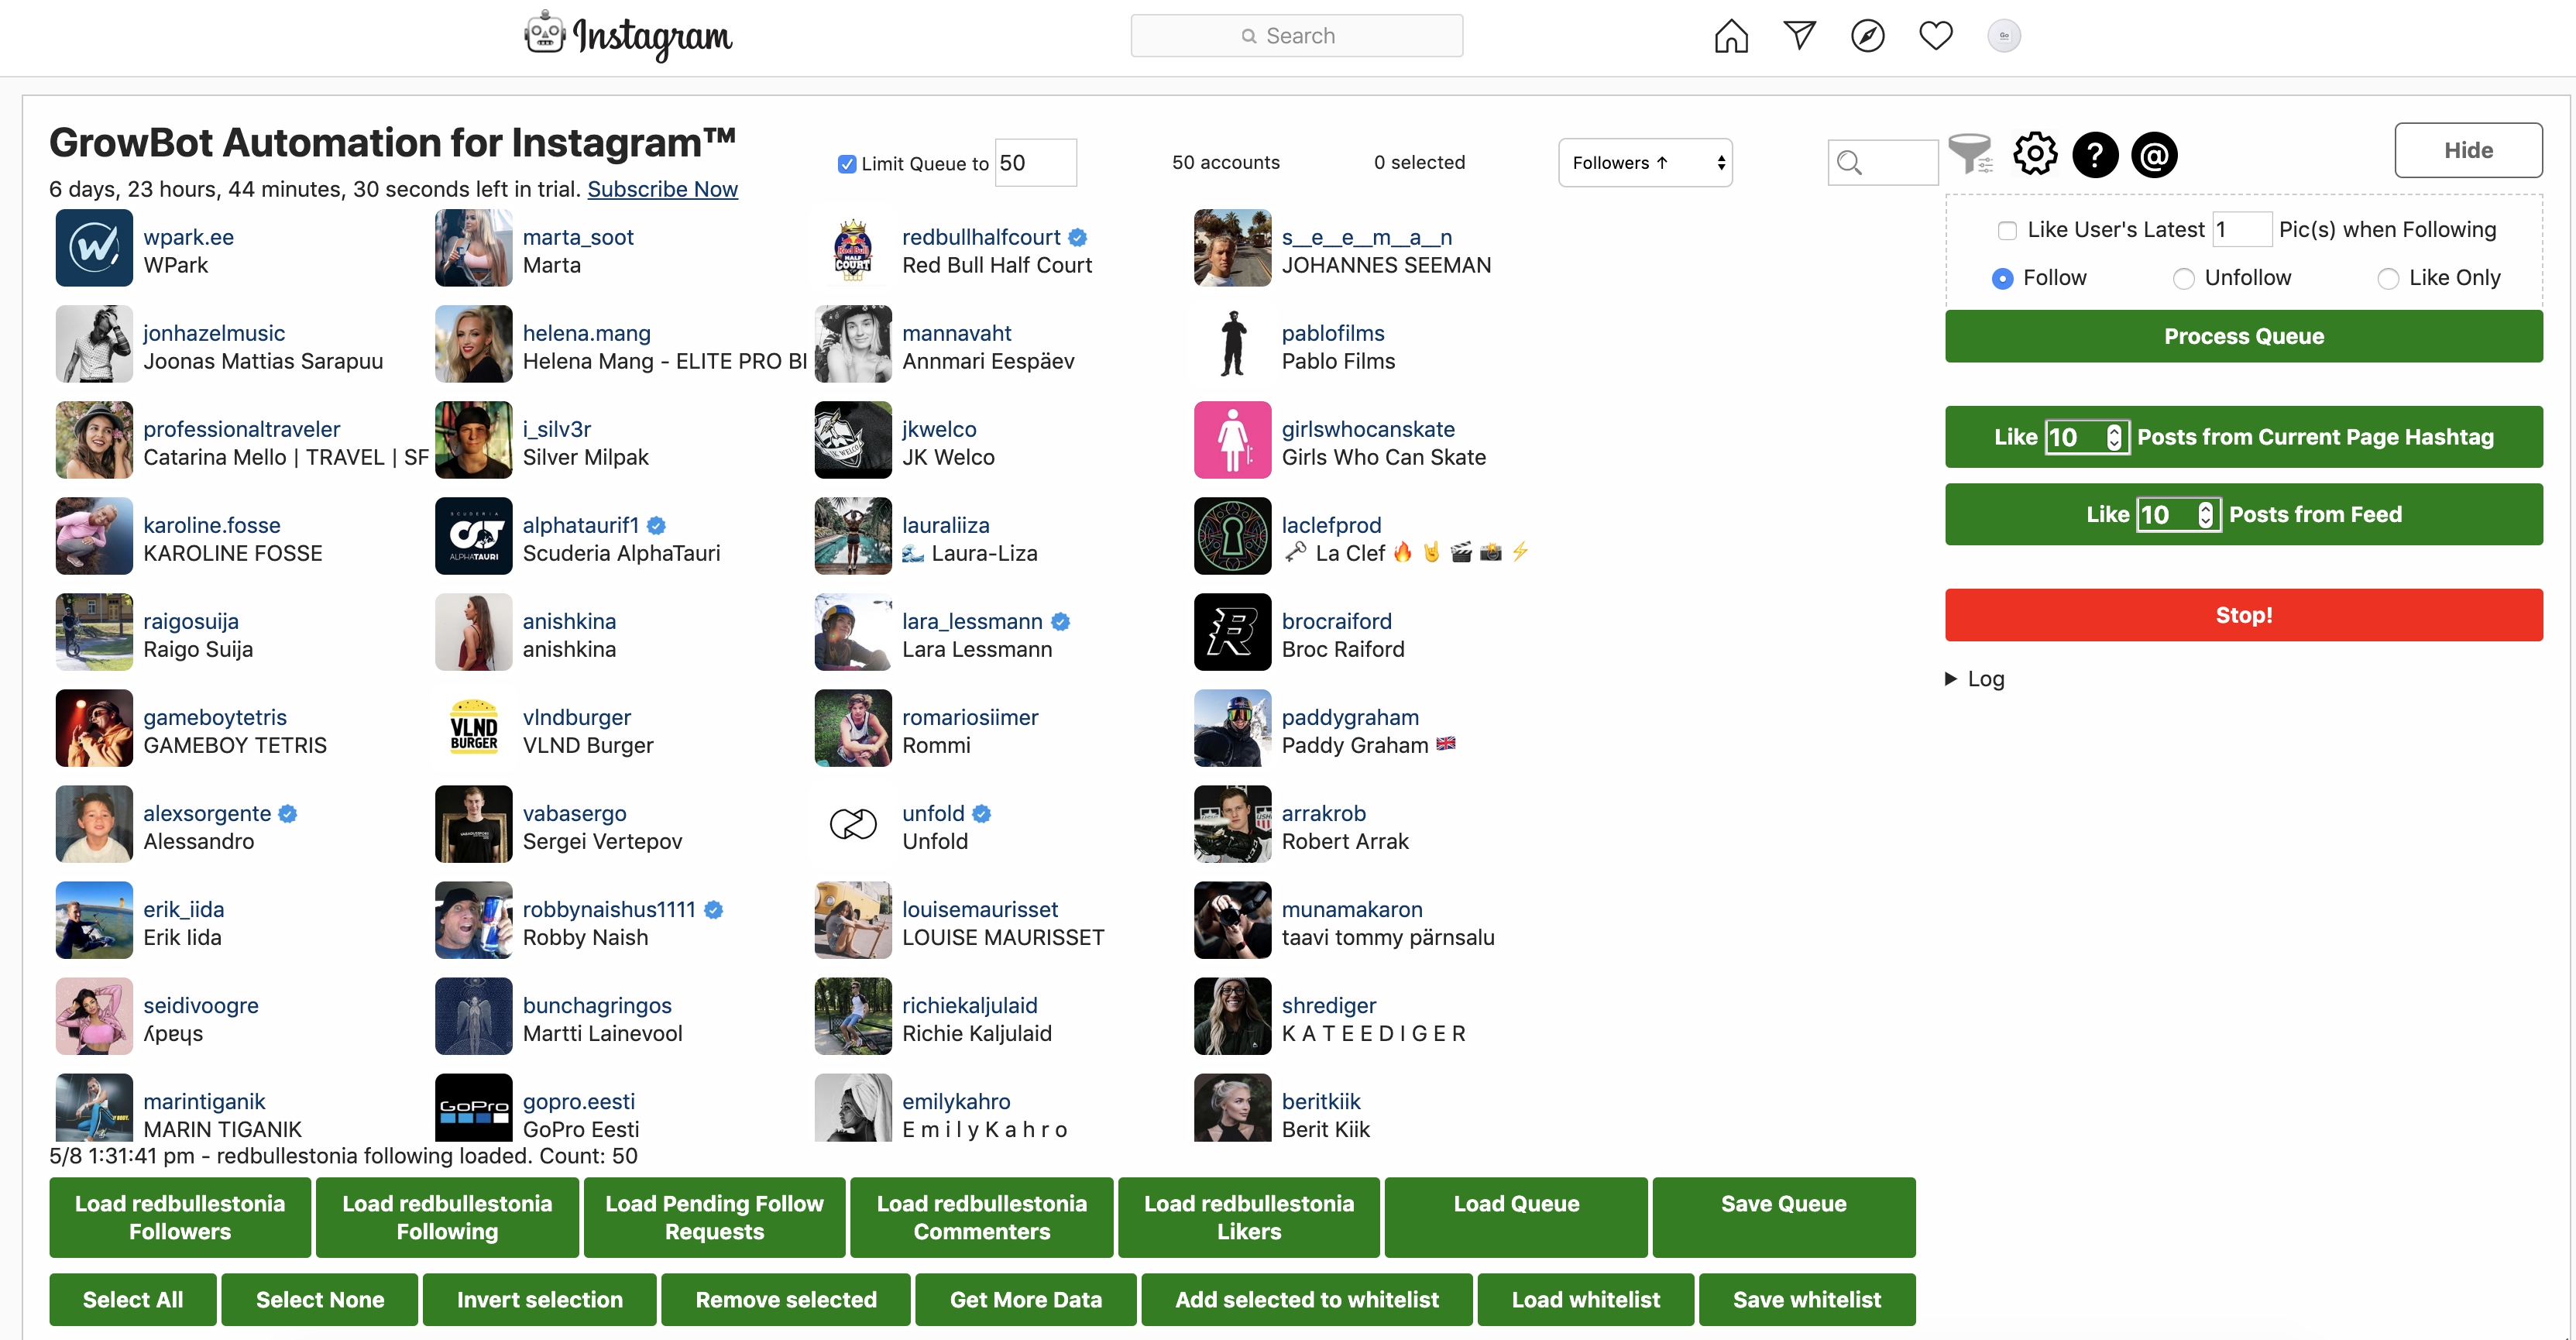 Instagram
Search
Go
GrowBot Automation for Instagram™
6 days, 23 hours, 44 minutes, 30 seconds left in trial. Subscribe Now
Limit Queue to 50
50 accounts
0 selected
Followers ↑
?
@
Hide
wpark.ee
WPark
marta_soot
Marta
Red Bull
HALF
COURT
redbullhalfcourt
Red Bull Half Court
s__e__e__m__a__n
JOHANNES SEEMAN
jonhazelmusic
Joonas Mattias Sarapuu
helena.mang
Helena Mang - ELITE PRO BI
mannavaht
Annmari Eespäev
pablofilms
Pablo Films
professionaltraveler
Catarina Mello | TRAVEL | SF
i_silv3r
Silver Milpak
jkwelco
JK Welco
girlswhocanskate
Girls Who Can Skate
karoline.fosse
KAROLINE FOSSE
SCUDERIA
ALPHATAURI
alphataurif1
Scuderia AlphaTauri
lauraliiza
🌊 Laura-Liza
laclefprod
🗝 La Clef 🔥 🤘 🎬 📸 ⚡
raigosuija
Raigo Suija
anishkina
anishkina
lara_lessmann
Lara Lessmann
brocraiford
Broc Raiford
gameboytetris
GAMEBOY TETRIS
VLND
BURGER
vlndburger
VLND Burger
romariosiimer
Rommi
paddygraham
Paddy Graham 🇬🇧
alexsorgente
Alessandro
vabasergo
Sergei Vertepov
unfold
Unfold
arrakrob
Robert Arrak
erik_iida
Erik Iida
robbynaishus1111
Robby Naish
louisemaurisset
LOUISE MAURISSET
munamakaron
taavi tommy pärnsalu
seidivoogre
ʎpɐɥs
bunchagringos
Martti Lainevool
richiekaljulaid
Richie Kaljulaid
shrediger
K A T E E D I G E R
marintiganik
MARIN TIGANIK
GoPro
gopro.eesti
GoPro Eesti
emilykahro
E m i l y K a h r o
beritkiik
Berit Kiik
5/8 1:31:41 pm - redbullestonia following loaded. Count: 50
Load redbullestonia
Followers
Load redbullestonia
Following
Load Pending Follow
Requests
Load redbullestonia
Commenters
Load redbullestonia
Likers
Load Queue
Save Queue
Select All
Select None
Invert selection
Remove selected
Get More Data
Add selected to whitelist
Load whitelist
Save whitelist
Like User's Latest 1 Pic(s) when Following
Follow
Unfollow
Like Only
Process Queue
Like 10 Posts from Current Page Hashtag
Like 10 Posts from Feed
Stop!
Log